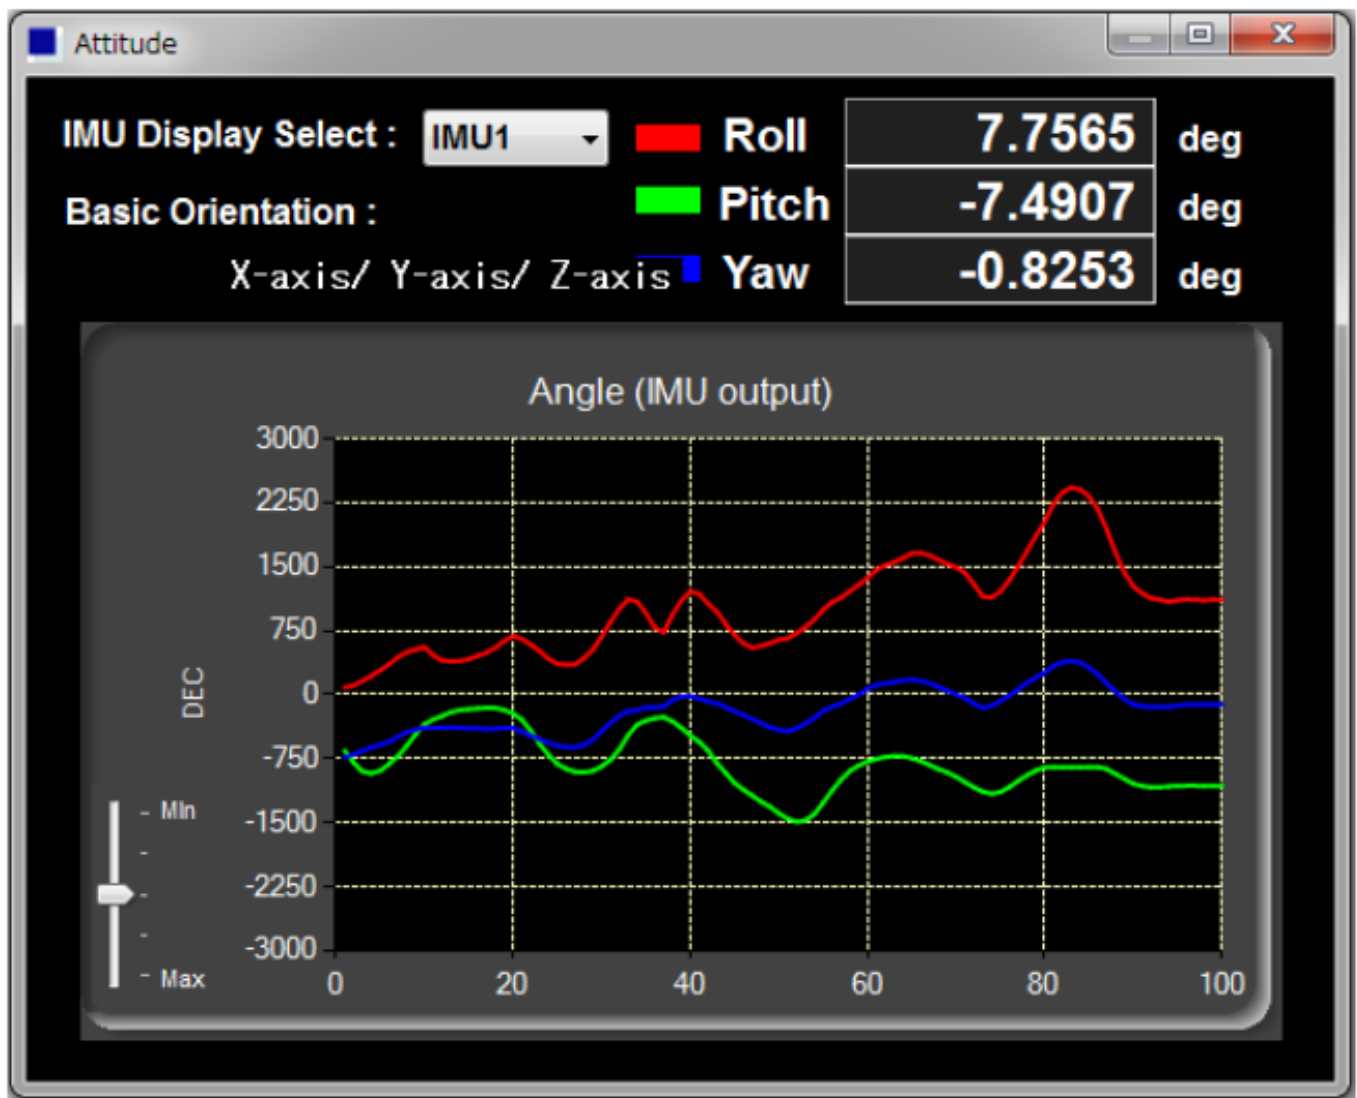 Attitude
IMU Display Select : IMU1 Roll 7.7565 deg
Basic Orientation : Pitch -7.4907 deg
X-axis/ Y-axis/ Z-axis Yaw -0.8253 deg
Angle (IMU output)
3000
2250
1500
750
0
-750
-1500
-2250
-3000
DEC
Min
Max
0 20 40 60 80 100